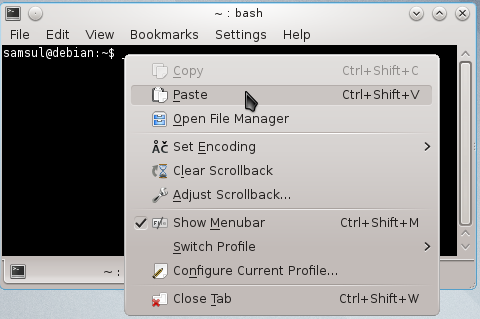 ~ : bash
File Edit View Bookmarks Settings Help
samsul@debian:~$ _
Copy Ctrl+Shift+C
Paste Ctrl+Shift+V
Open File Manager
Set Encoding
Clear Scrollback
Adjust Scrollback...
Show Menubar Ctrl+Shift+M
Switch Profile
Configure Current Profile...
~ :
Close Tab Ctrl+Shift+W